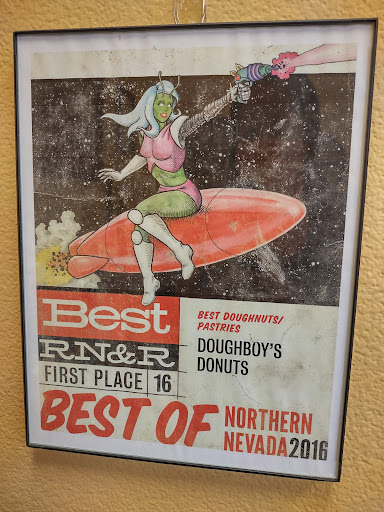 Best
RN&R
FIRST PLACE 16
BEST DOUGHNUTS/
PASTRIES
DOUGHBOY'S
DONUTS
BEST OF NORTHERN
NEVADA 2016